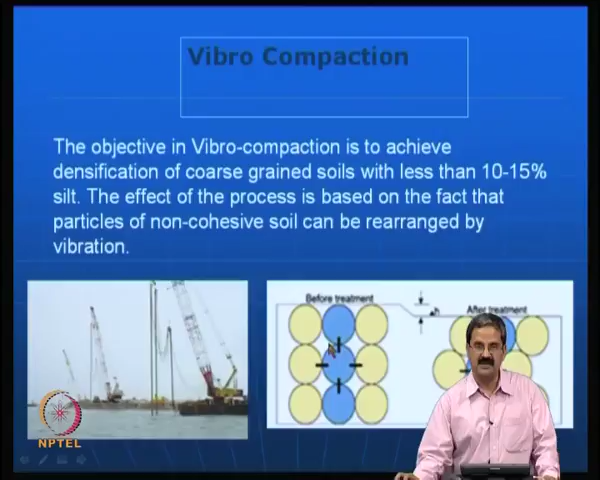 Vibro Compaction
The objective in Vibro-compaction is to achieve
densification of coarse grained soils with less than 10-15%
silt. The effect of the process is based on the fact that
particles of non-cohesive soil can be rearranged by
vibration.
Before treatment
After treatment
h
NPTEL